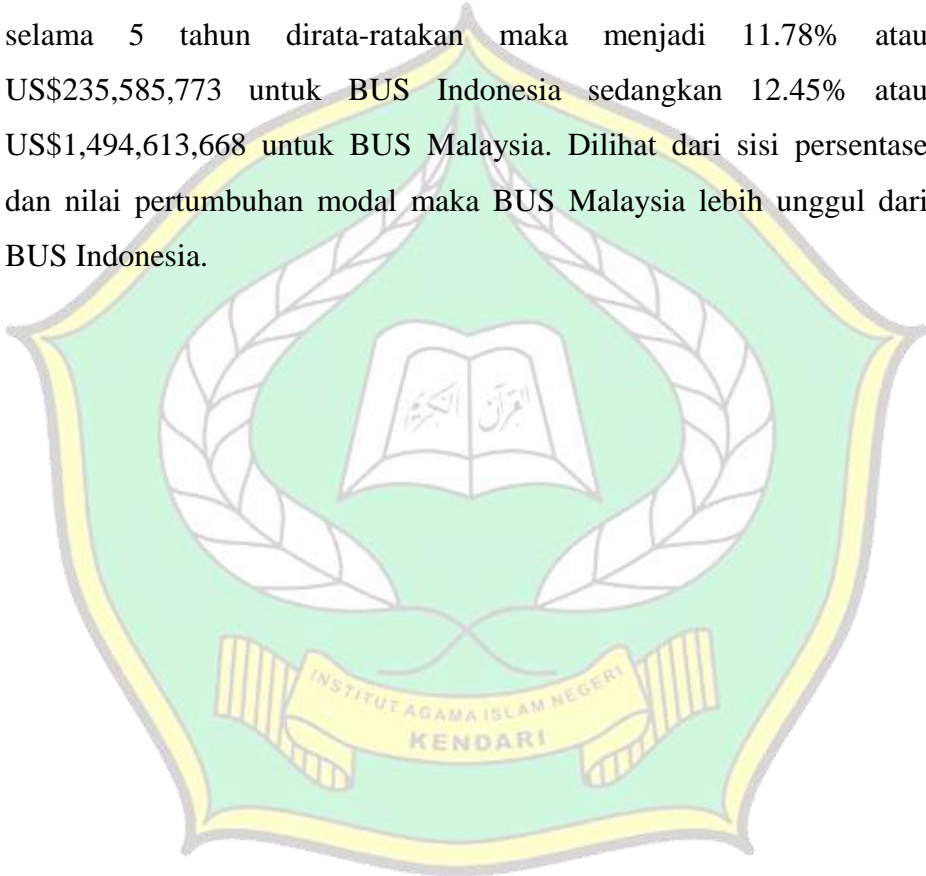 selama 5 tahun dirata-ratakan maka menjadi 11.78% atau
US$235,585,773 untuk BUS Indonesia sedangkan 12.45% atau
US$1,494,613,668 untuk BUS Malaysia. Dilihat dari sisi persentase
dan nilai pertumbuhan modal maka BUS Malaysia lebih unggul dari
BUS Indonesia.
القرآن
الكريم
INSTITUT AGAMA ISLAM NEGERI
KENDARI